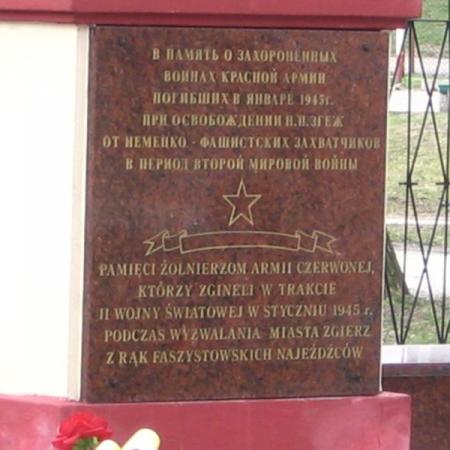 В ПАМЯТЬ О ЗАХОРОНЕННЫХ
ВОИНАХ КРАСНОЙ АРМИИ
ПОГИБШИХ В ЯНВАРЕ 1945г.
ПРИ ОСВОБОЖДЕНИИ Н.П.ЗГЕЖ
ОТ НЕМЕЦКО - ФАШИСТСКИХ ЗАХВАТЧИКОВ
В ПЕРИОД ВТОРОЙ МИРОВОЙ ВОЙНЫ
PAMIĘCI ŻOŁNIERZOM ARMII CZERWONEJ,
KTÓRZY ZGINELI W TRAKCIE
II WOJNY ŚWIATOWEJ W STYCZNIU 1945 r.
PODCZAS WYZWALANIA MIASTA ZGIERZ
Z RĄK FASZYSTOWSKICH NAJEŹDŹCÓW